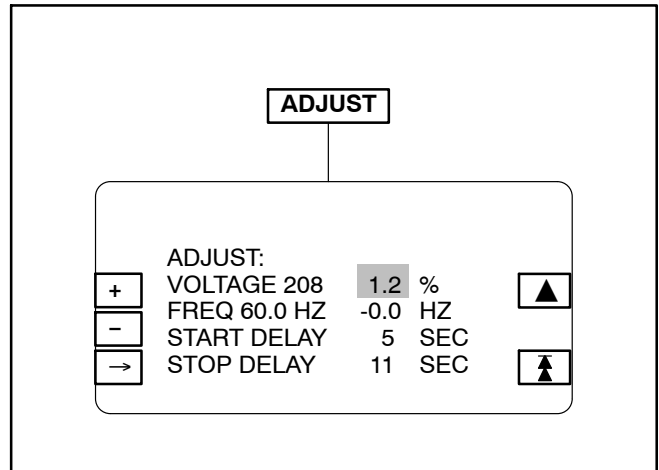 ADJUST
ADJUST:
+ VOLTAGE 208 1.2 %
FREQ 60.0 HZ -0.0 HZ
− START DELAY 5 SEC
→ STOP DELAY 11 SEC